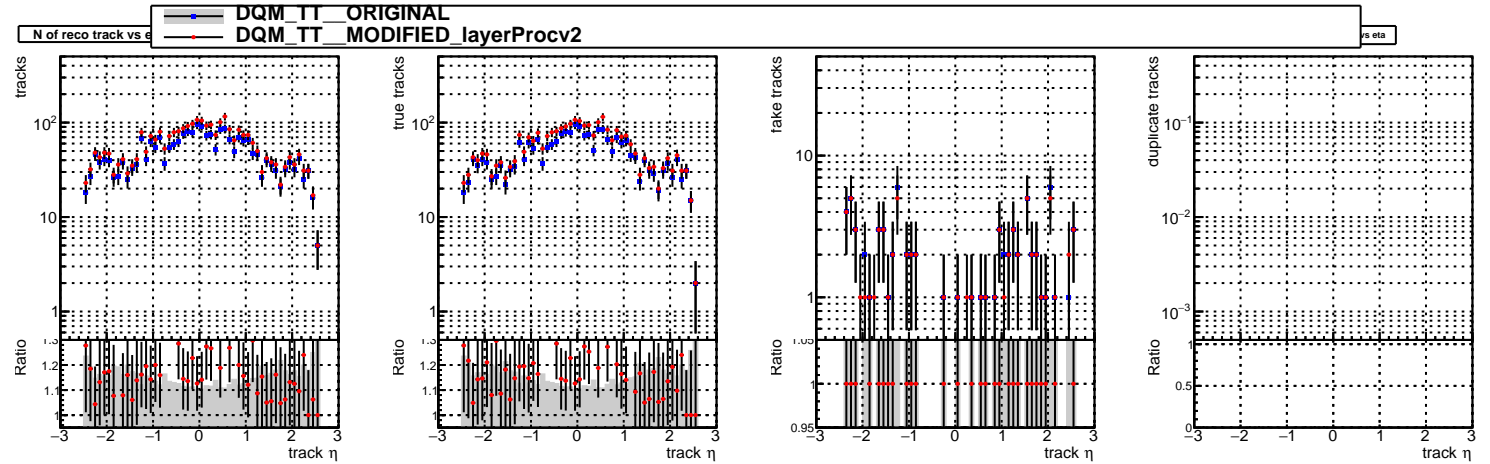 DQM_TT__ORIGINAL
DQM_TT__MODIFIED_layerProcv2
N of reco track vs e
vs eta
tracks
10²
10
1
Ratio
1.3
1.2
1.1
1
−3 −2 −1 0 1 2 3
track η
true tracks
10²
10
1
Ratio
1.3
1.2
1.1
1
−3 −2 −1 0 1 2 3
track η
fake tracks
10
1
Ratio
1.05
1
0.95
−3 −2 −1 0 1 2 3
track η
duplicate tracks
10⁻¹
10⁻²
10⁻³
Ratio
1
0.5
0
−3 −2 −1 0 1 2 3
track η